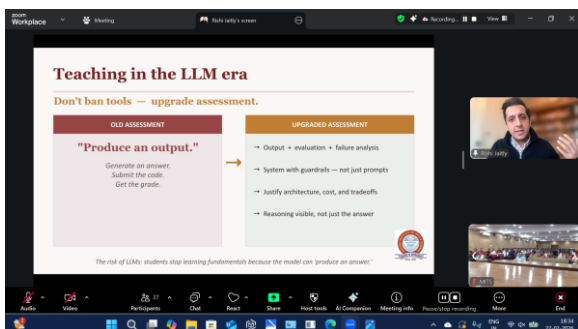 zoom
Workplace
Meeting
Rishi Jaitly's screen
Recording...
View
Teaching in the LLM era
Don't ban tools — upgrade assessment.
OLD ASSESSMENT
"Produce an output."
Generate an answer.
Submit the code.
Get the grade.
→
UPGRADED ASSESSMENT
→ Output + evaluation + failure analysis
→ System with guardrails — not just prompts
→ Justify architecture, cost, and tradeoffs
→ Reasoning visible, not just the answer
The risk of LLMs: students stop learning fundamentals because the model can 'produce an answer.'
Rishi Jaitly
MITS
Audio
Video
27
Participants
Chat
React
Share
Host tools
AI Companion
Meeting info
Pause/stop recording
More
End
ENG
IN
18:34